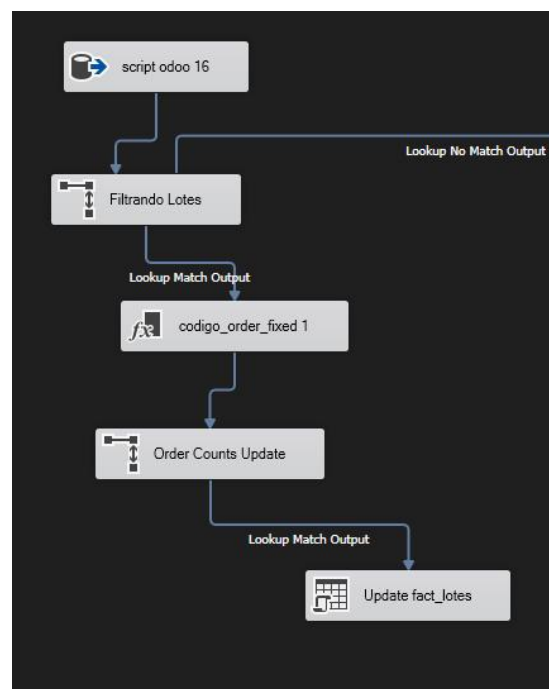 script odoo 16
Lookup No Match Output
Filtrando Lotes
Lookup Match Output
codigo_order_fixed 1
Order Counts Update
Lookup Match Output
Update fact_lotes